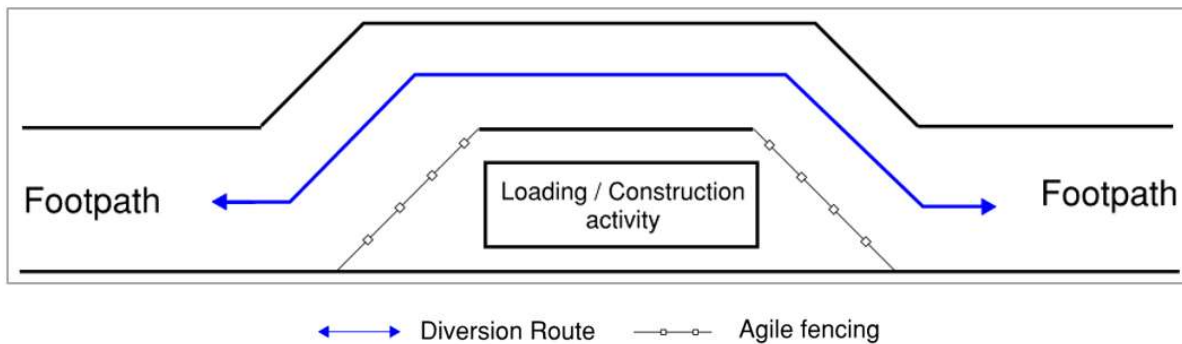 Footpath
Loading / Construction
activity
Footpath
Diversion Route
Agile fencing